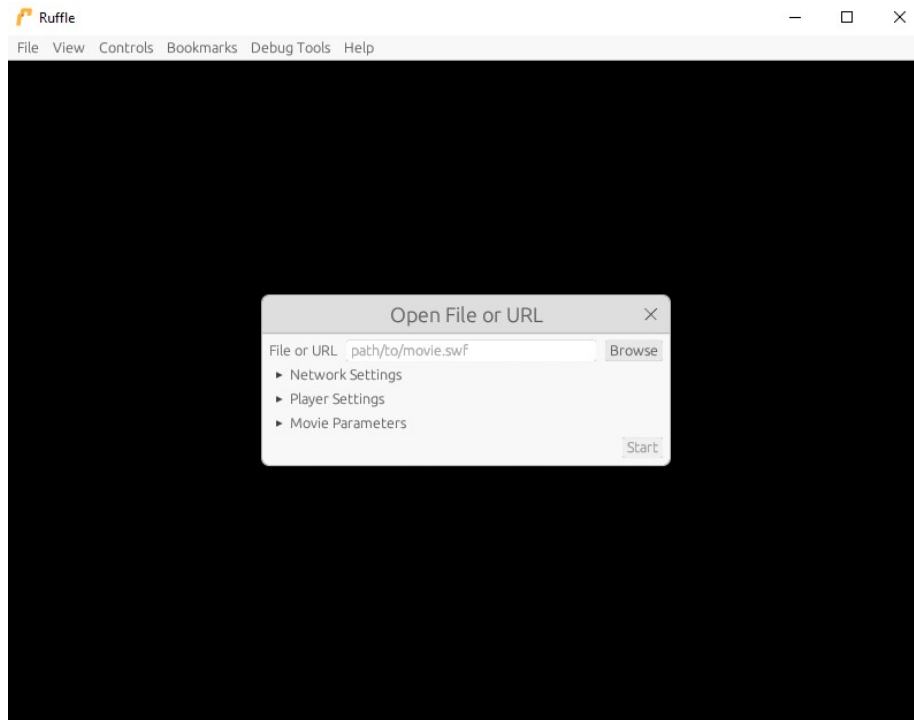 Ruffle
File View Controls Bookmarks Debug Tools Help
Open File or URL
File or URL path/to/movie.swf Browse
Network Settings
Player Settings
Movie Parameters
Start